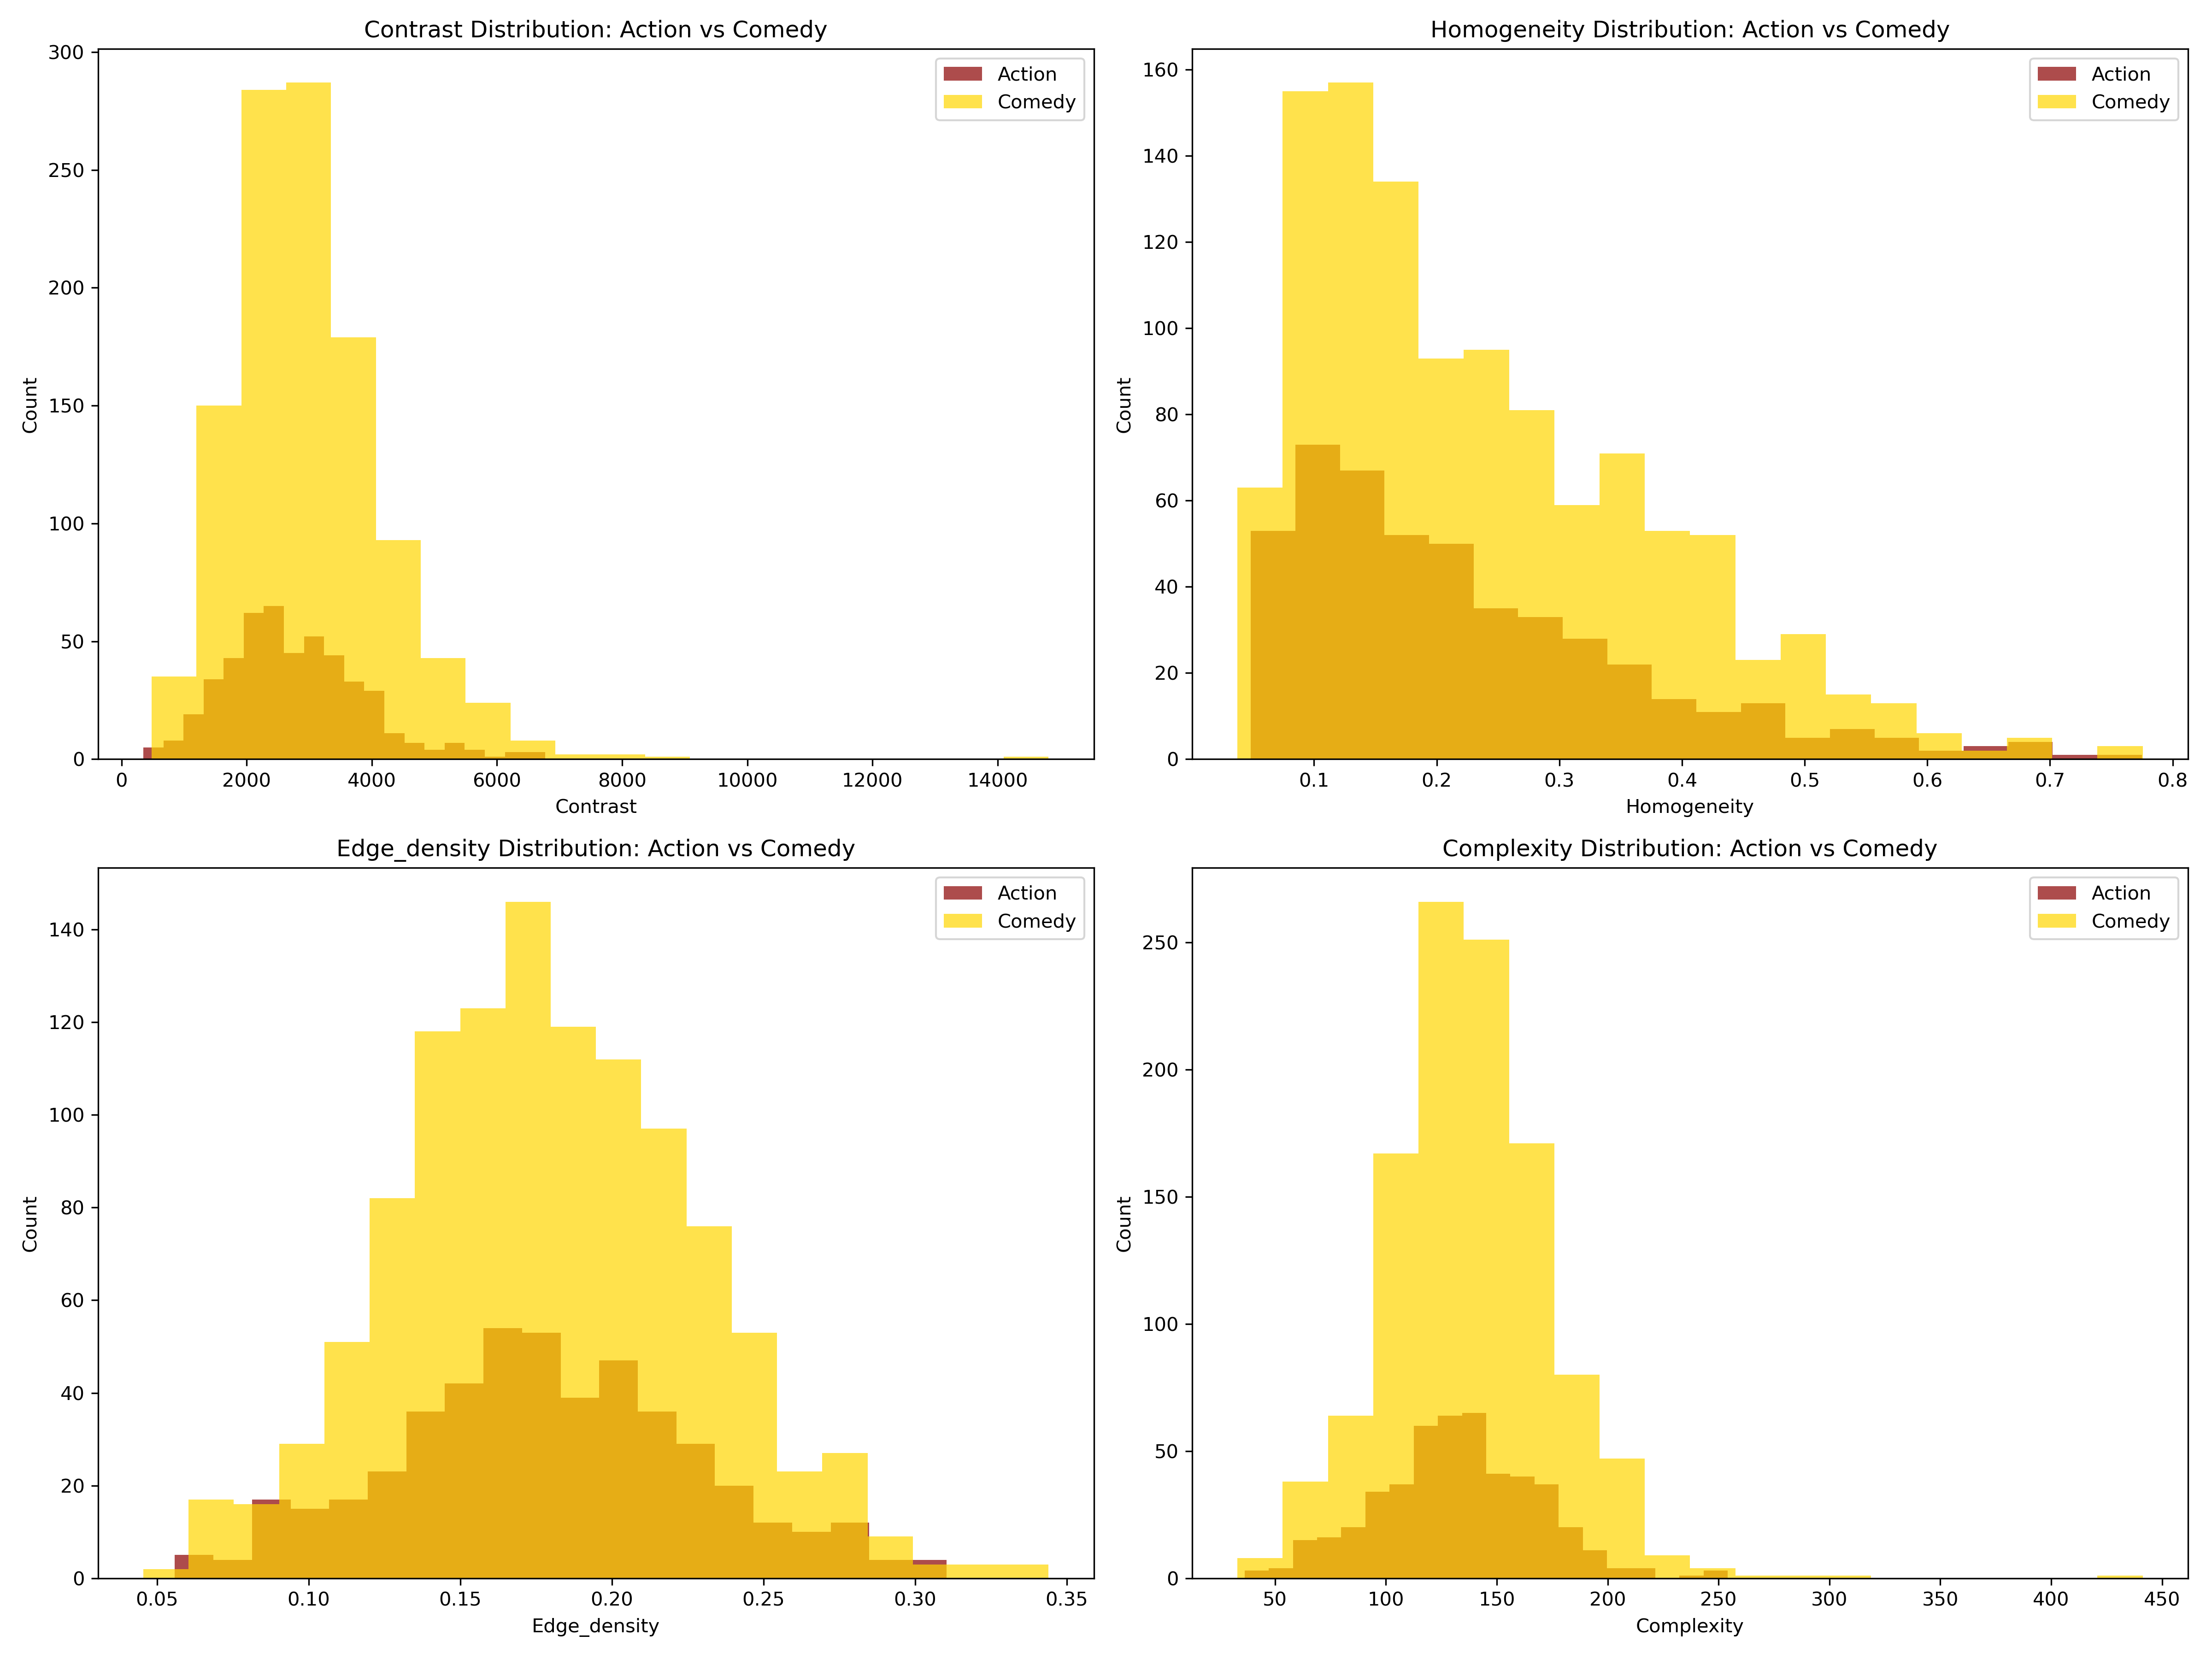 Contrast Distribution: Action vs Comedy
Action
Comedy
300
250
200
150
100
50
0
Count
0 2000 4000 6000 8000 10000 12000 14000
Contrast
Homogeneity Distribution: Action vs Comedy
Action
Comedy
160
140
120
100
80
60
40
20
0
Count
0.1 0.2 0.3 0.4 0.5 0.6 0.7 0.8
Homogeneity
Edge_density Distribution: Action vs Comedy
Action
Comedy
140
120
100
80
60
40
20
0
Count
0.05 0.10 0.15 0.20 0.25 0.30 0.35
Edge_density
Complexity Distribution: Action vs Comedy
Action
Comedy
250
200
150
100
50
0
Count
50 100 150 200 250 300 350 400 450
Complexity